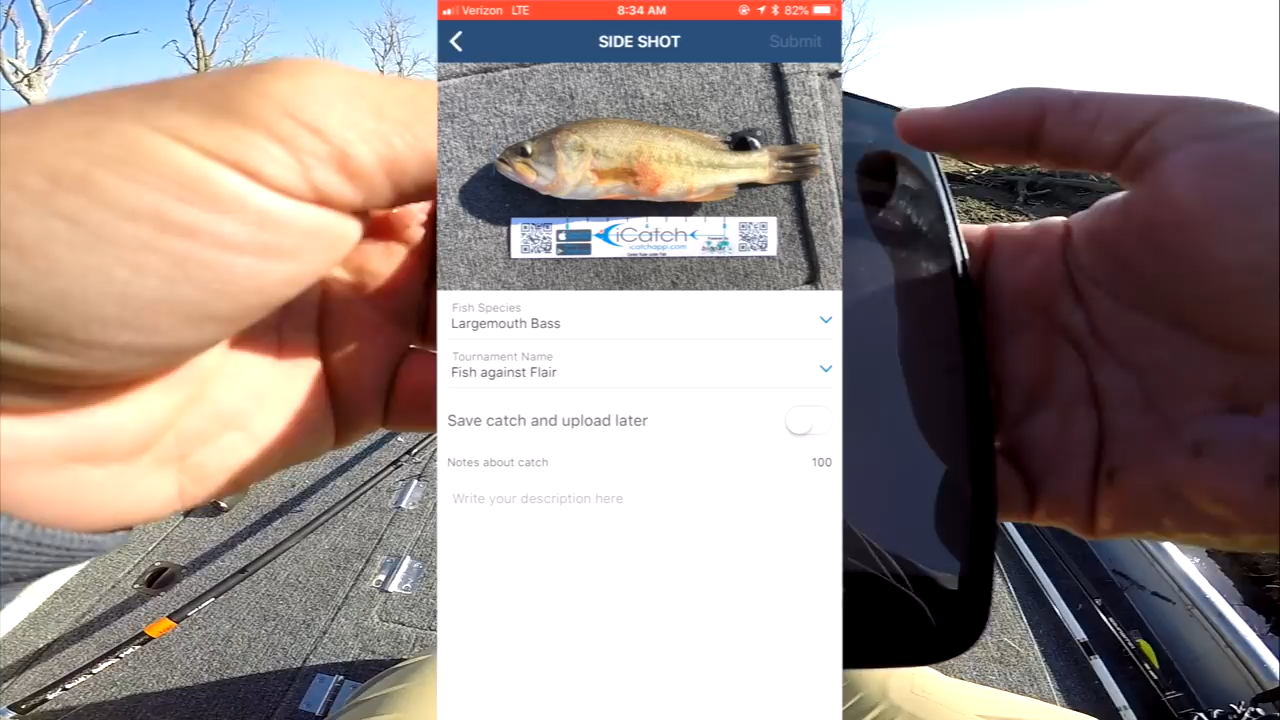 Verizon LTE 8:34 AM 82%
SIDE SHOT Submit
iCatch
icatchapp.com
Fish Species
Largemouth Bass
Tournament Name
Fish against Flair
Save catch and upload later
Notes about catch 100
Write your description here